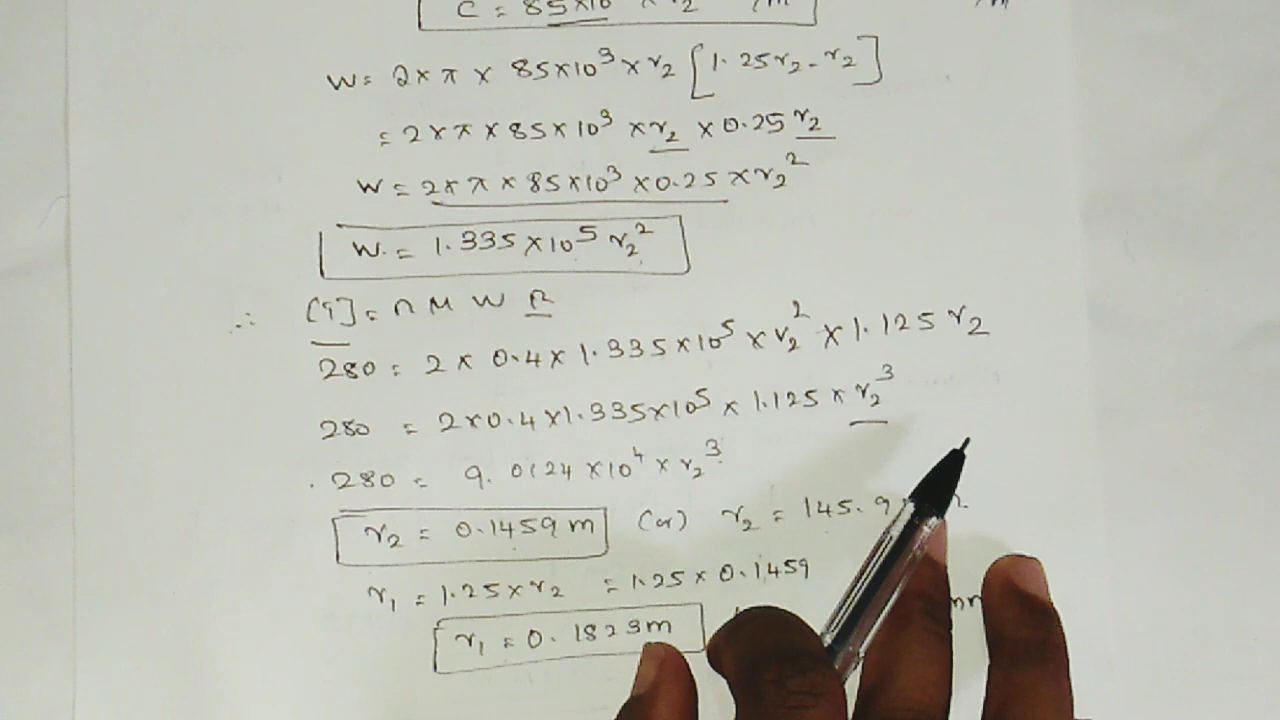 C = 85×10 × r2 /m
W = 2×π× 85×10³×r2 [1.25r2-r2]
= 2×π×85×10³ ×r2 ×0.25 r2
W = 2×π×85×10³ ×0.25×r2²
W = 1.335×10⁵ r2²
∴ [T] = n μ W R
280 = 2× 0.4×1.335×10⁵ ×r2² ×1.125 r2
280 = 2×0.4×1.335×10⁵ × 1.125 × r2³
280 = 9.0124 ×10⁴ × r2³
r2 = 0.1459 m (or) r2 = 145.9
r1 = 1.25×r2 = 1.25×0.1459
r1 = 0.1823m